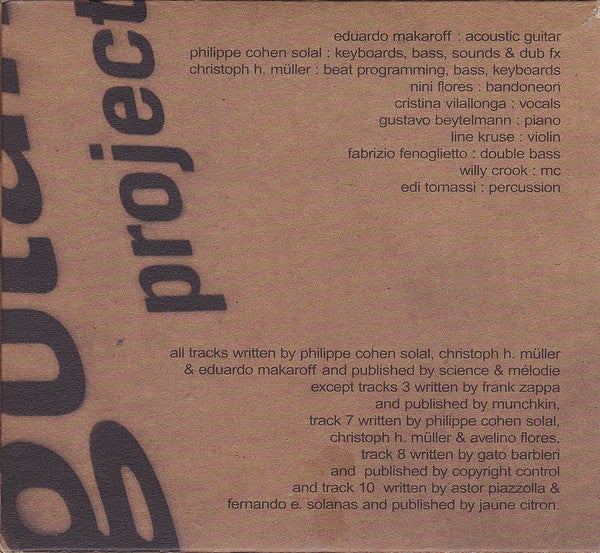 gotan
project
eduardo makaroff : acoustic guitar
philippe cohen solal : keyboards, bass, sounds & dub fx
christoph h. müller : beat programming, bass, keyboards
nini flores : bandoneon
cristina vilallonga : vocals
gustavo beytelmann : piano
line kruse : violin
fabrizio fenoglietto : double bass
willy crook : mc
edi tomassi : percussion
all tracks written by philippe cohen solal, christoph h. müller
& eduardo makaroff and published by science & mélodie
except tracks 3 written by frank zappa
and published by munchkin,
track 7 written by philippe cohen solal,
christoph h. müller & avelino flores,
track 8 written by gato barbieri
and published by copyright control
and track 10 written by astor piazzolla &
fernando e. solanas and published by jaune citron.